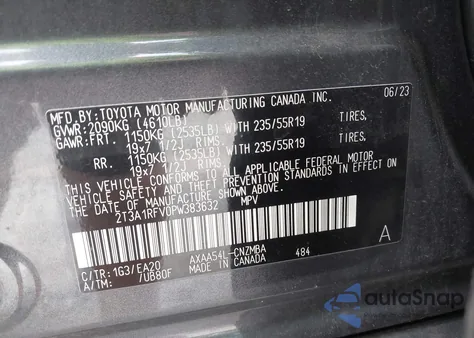 MFD. BY: TOYOTA MOTOR MANUFACTURING CANADA INC. 06/23
GVWR: 2090KG (4610LB)
GAWR: FRT. 1150KG (2535LB) WITH 235/55R19 TIRES,
19x7 1/2J RIMS,
RR. 1150KG (2535LB) WITH 235/55R19 TIRES,
19x7 1/2J RIMS,
THIS VEHICLE CONFORMS TO ALL APPLICABLE FEDERAL MOTOR
VEHICLE SAFETY AND THEFT PREVENTION STANDARDS IN EFFECT ON
THE DATE OF MANUFACTURE SHOWN ABOVE.
2T3A1RFV0PW383632 MPV
A
C/TR: 1G3/EA20 AXAA54L-CNZMBA 484
A/TM: /UB80F MADE IN CANADA
autoSnap